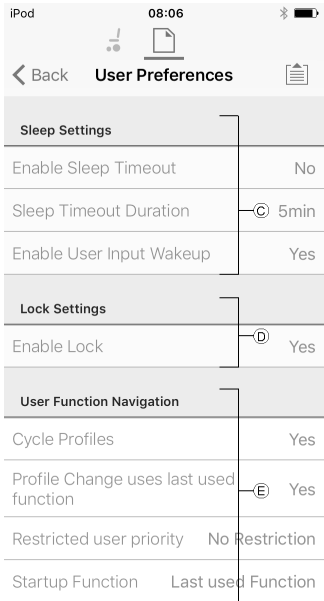 iPod 08:06
Back User Preferences
Sleep Settings
Enable Sleep Timeout No
Sleep Timeout Duration C 5min
Enable User Input Wakeup Yes
Lock Settings
D
Enable Lock Yes
User Function Navigation
Cycle Profiles Yes
Profile Change uses last used
function E Yes
Restricted user priority No Restriction
Startup Function Last used Function